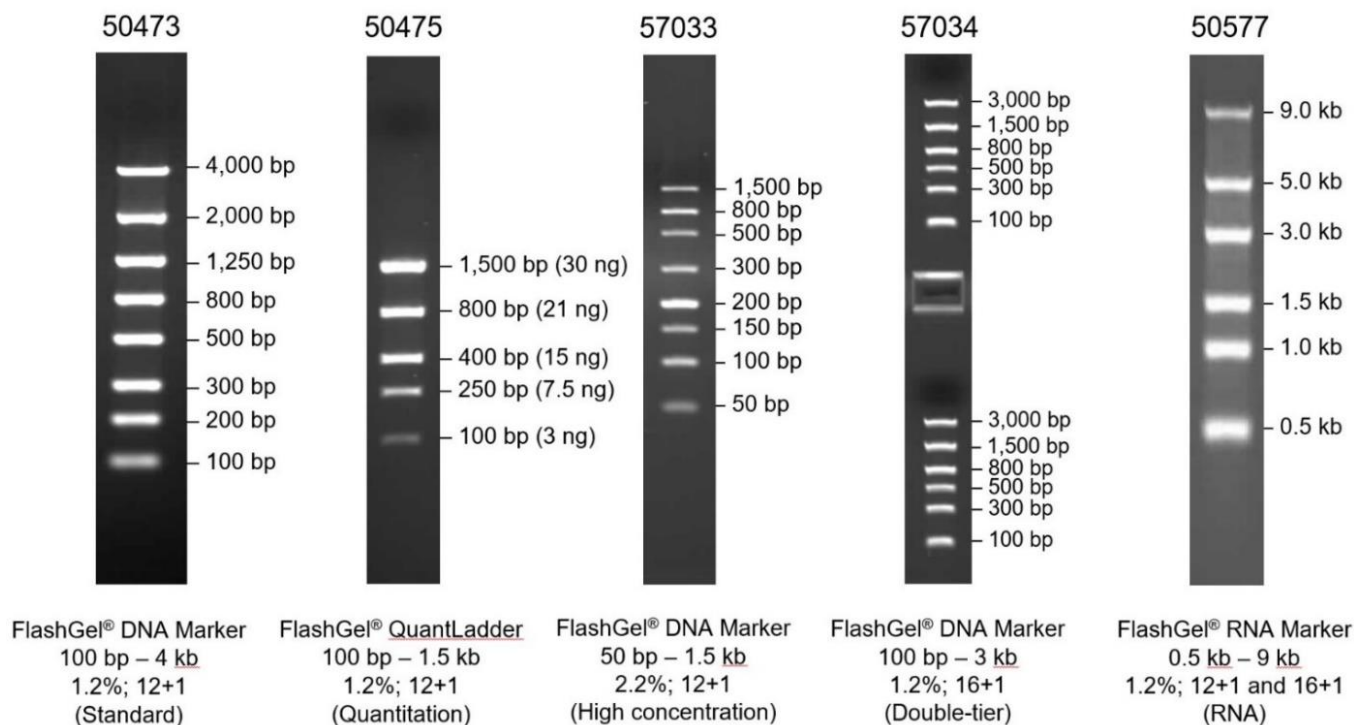 50473
4,000 bp
2,000 bp
1,250 bp
800 bp
500 bp
300 bp
200 bp
100 bp
FlashGel® DNA Marker
100 bp – 4 kb
1.2%; 12+1
(Standard)
50475
1,500 bp (30 ng)
800 bp (21 ng)
400 bp (15 ng)
250 bp (7.5 ng)
100 bp (3 ng)
FlashGel® QuantLadder
100 bp – 1.5 kb
1.2%; 12+1
(Quantitation)
57033
1,500 bp
800 bp
500 bp
300 bp
200 bp
150 bp
100 bp
50 bp
FlashGel® DNA Marker
50 bp – 1.5 kb
2.2%; 12+1
(High concentration)
57034
3,000 bp
1,500 bp
800 bp
500 bp
300 bp
100 bp
3,000 bp
1,500 bp
800 bp
500 bp
300 bp
100 bp
FlashGel® DNA Marker
100 bp – 3 kb
1.2%; 16+1
(Double-tier)
50577
9.0 kb
5.0 kb
3.0 kb
1.5 kb
1.0 kb
0.5 kb
FlashGel® RNA Marker
0.5 kb – 9 kb
1.2%; 12+1 and 16+1
(RNA)